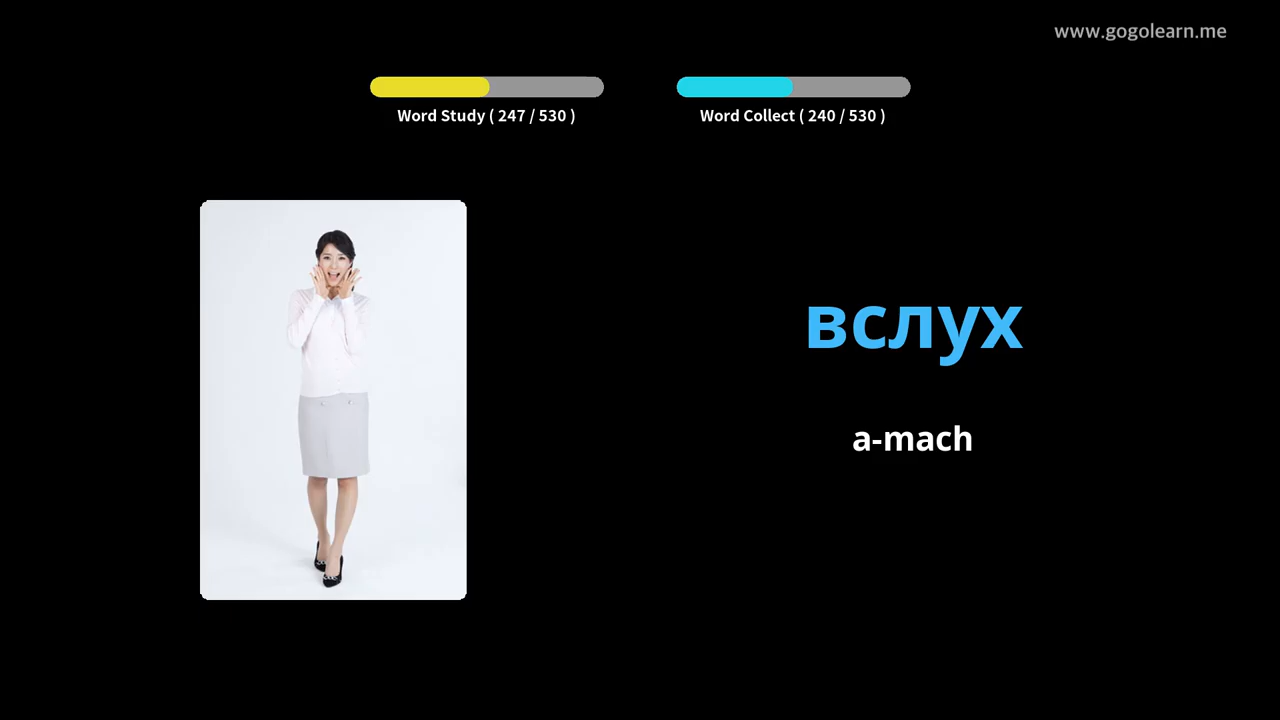 www.gogolearn.me
Word Study ( 247 / 530 )
Word Collect ( 240 / 530 )
вслух
a-mach